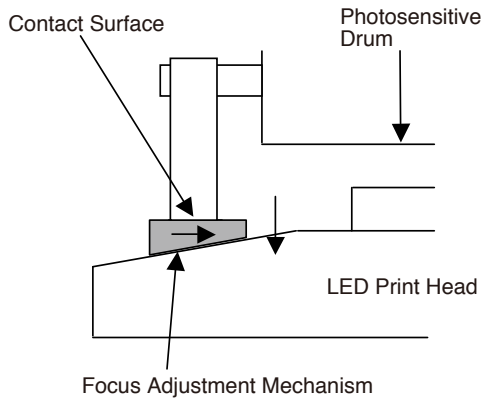 Contact Surface
Photosensitive
Drum
LED Print Head
Focus Adjustment Mechanism